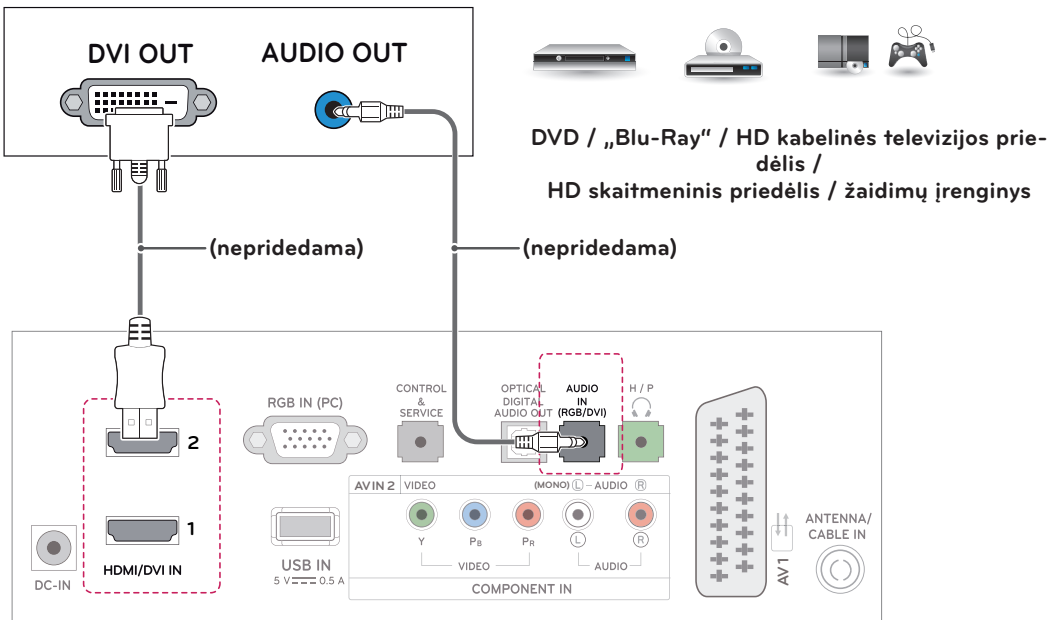 DVI OUT
AUDIO OUT
DVD / „Blu-Ray“ / HD kabelinės televizijos prie-
dėlis /
HD skaitmeninis priedėlis / žaidimų įrenginys
(neprideda­ma)
(nepridedama)
RGB IN (PC)
CONTROL
&
SERVICE
OPTICAL
DIGITAL
AUDIO OUT
AUDIO
IN
(RGB/DVI)
H / P
2
1
HDMI/DVI IN
DC-IN
USB IN
5 V 0.5 A
AV IN 2
VIDEO
(MONO) L - AUDIO R
Y
PB
PR
L
R
VIDEO
AUDIO
COMPONENT IN
AV1
ANTENNA/
CABLE IN